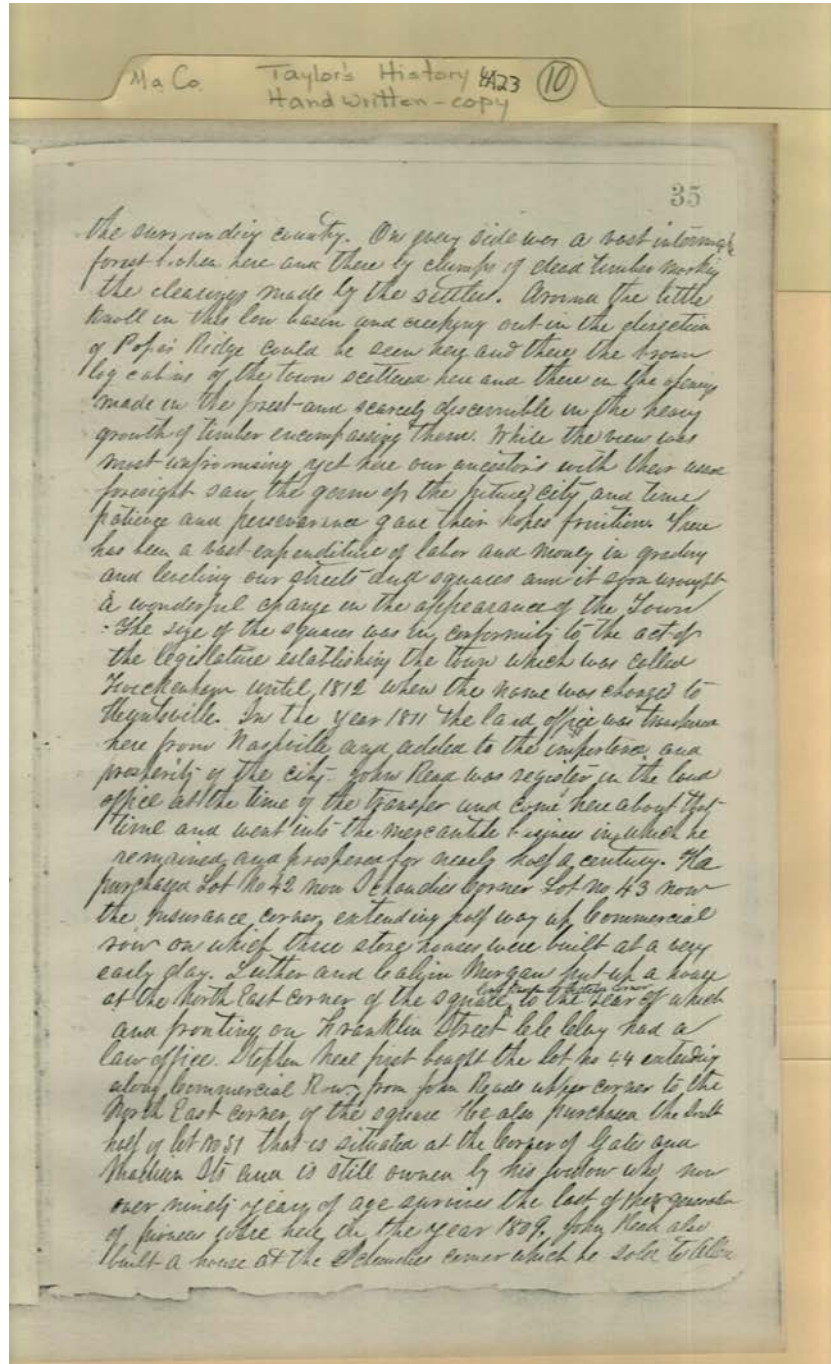 Ma Co. Taylor's History 4A23 10
Handwritten - copy
35
the surrounding county. On every side was a vast
forest broken here and there by clumps of dead timber marking
the clearings made by the settlers. Around the little
Knoll in this low basin and creeping out in the direction
of Pope's Ridge could be seen here and there the brown
log cabins of the town scattered here and there in the openings
made in the forest and scarcely discernible in the heavy
growth of timber encompassing them. While the view was
most unpromising yet here our ancestors with their
foresight saw the germ of the future city and time
patience and perseverance gave their hopes fruition. There
has been a vast expenditure of labor and money in grading
and leveling our streets and squares and it soon wrought
a wonderful change in the appearance of the Town
The size of the squares was in conformity to the act of
the legislature establishing the town which was called
Twickenham until 1812 when the name was changed to
Huntsville. In the year 1811 the land office was transferred
here from Nashville and added to the importance and
prosperity of the city. John Read was register in the land
office at the time of the transfer and come here about that
time and went into the mercantile business in which he
remained and prospered for nearly half a century. He
purchased Lot No 42 now Schaudies Corner Lot no 43 now
the Insurance corner, extending half way up Commercial
row on which three store houses were built at a very
early day. Luther and Calvin Morgan put up a house
at the North East corner of the square, to the rear of which
and fronting on Franklin Street C C Clay had a
law office. Stephen Neal first bought the lot no 44 extending
along Commercial Row, from John Reads upper corner to the
North East corner of the square He also purchased the South
half of lot no 51 that is situated at the Corner of Gates and
Madison Sts and is still owned by his widow who now
over ninety years of age survives the last of the generation
of pioneers were here in the year 1809. John Read also
built a house at the Schaudies corner which he sold to Allen